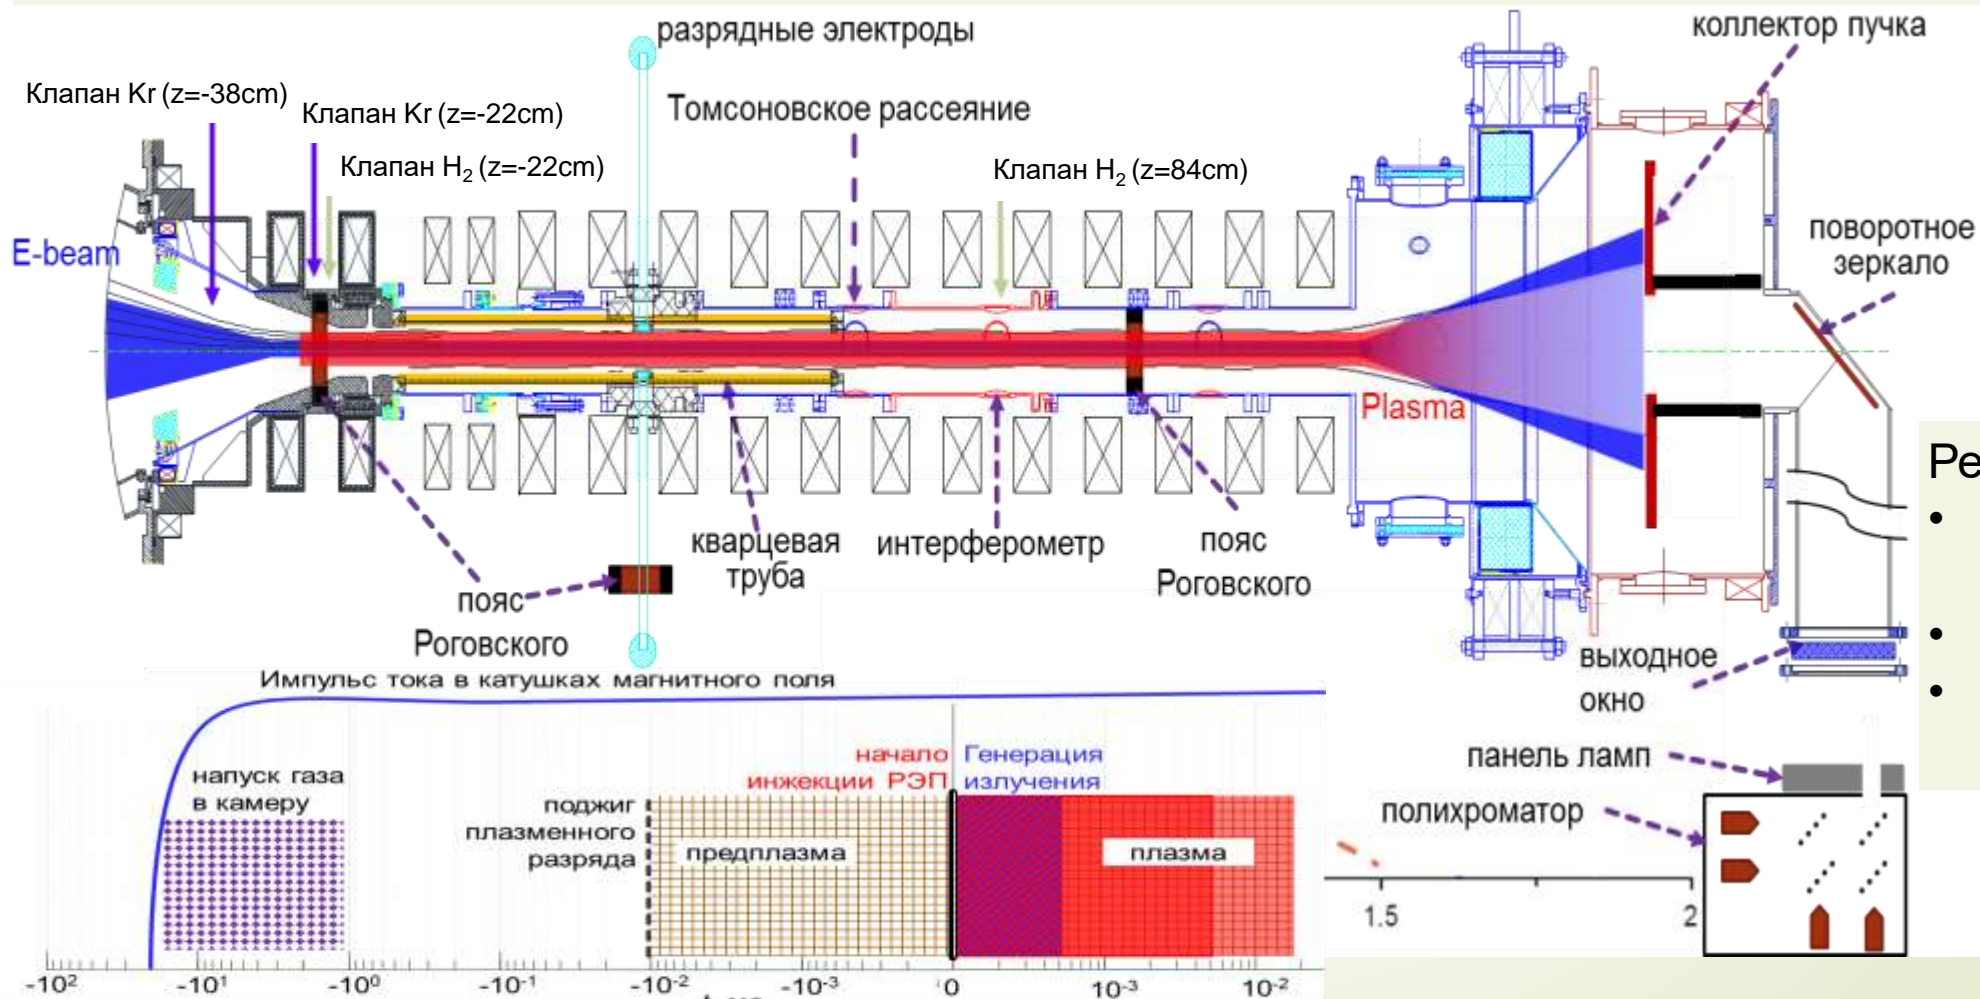 разрядные электроды
коллектор пучка
Клапан Kr (z=-38cm)
Клапан Kr (z=-22cm)
Томсоновское рассеяние
Клапан H₂ (z=-22cm)
Клапан H₂ (z=84cm)
поворотное
зеркало
E-beam
Plasma
кварцевая
труба
интерферометр
пояс
Роговского
пояс
Роговского
выходное
окно
панель ламп
полихроматор
Импульс тока в катушках магнитного поля
напуск газа
в камеру
поджиг
плазменного
разряда
начало
инжекции РЭП
Генерация
излучения
предплазма
плазма
-10² -10¹ -10⁰ -10⁻¹ -10⁻² -10⁻³ 0 10⁻³ 10⁻²
1.5 2